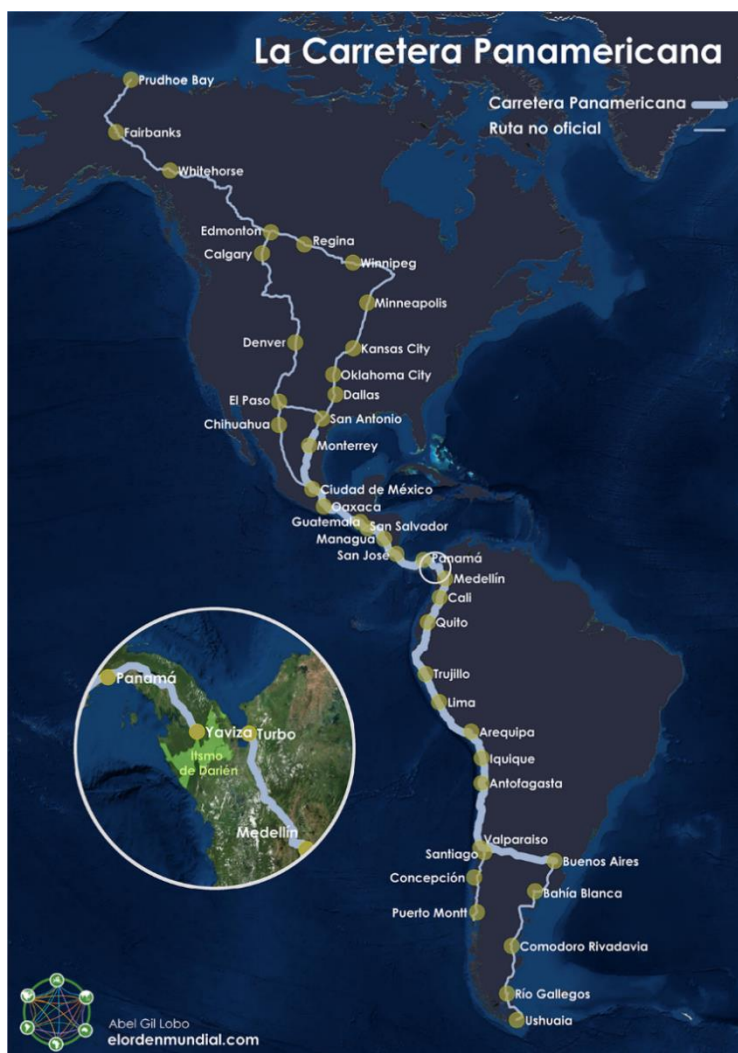 La Carretera Panamericana
Carretera Panamericana
Ruta no oficial
Prudhoe Bay
Fairbanks
Whitehorse
Edmonton
Regina
Calgary
Winnipeg
Minneapolis
Denver
Kansas City
Oklahoma City
Dallas
El Paso
San Antonio
Chihuahua
Monterrey
Ciudad de México
Oaxaca
Guatemala
San Salvador
Managua
San José
Panamá
Medellín
Cali
Quito
Trujillo
Lima
Arequipa
Iquique
Antofagasta
Valparaiso
Santiago
Buenos Aires
Concepción
Bahía Blanca
Puerto Montt
Comodoro Rivadavia
Río Gallegos
Ushuaia
Panamá
Yaviza
Turbo
Itsmo
de Darién
Medellín
Abel Gil Lobo
elordenmundial.com